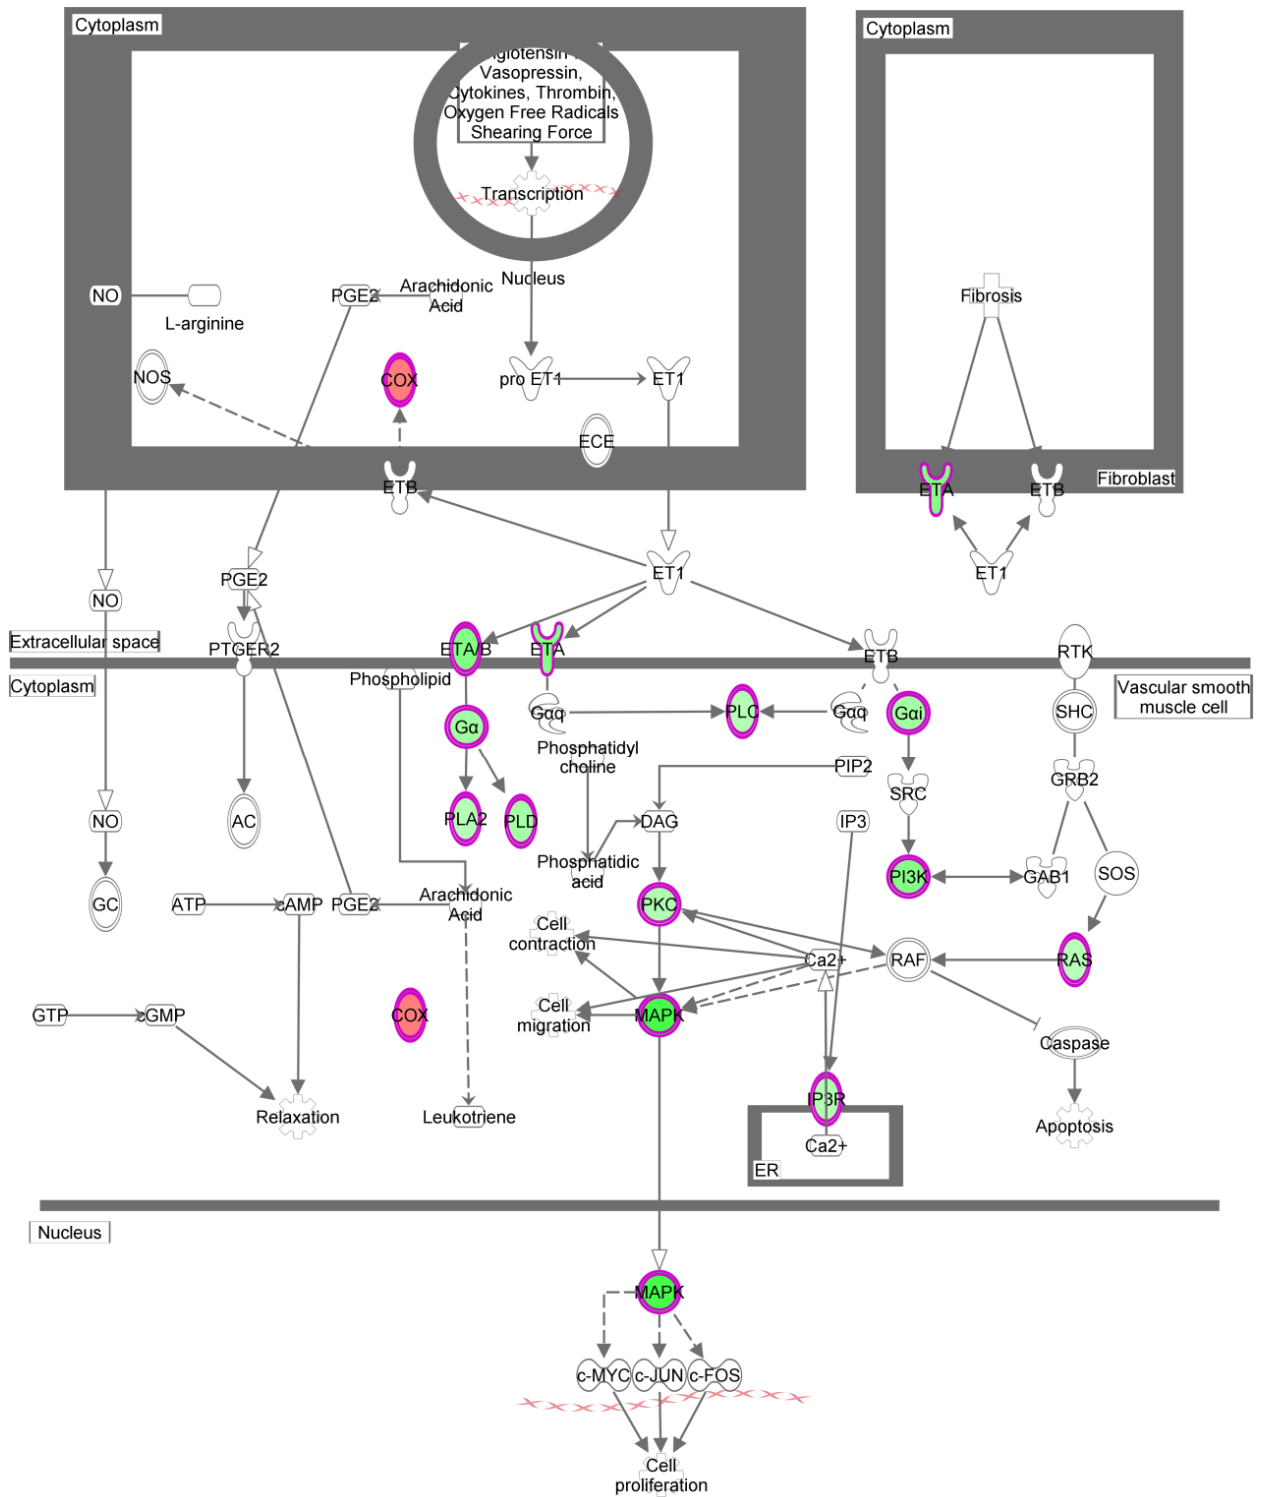 Cytoplasm
Vasopressin,
Cytokines, Thrombin,
Oxygen Free Radicals
Shearing Force
Transcription
Nucleus
NO
L-arginine
PGE2
Arachidonic
Acid
NOS
COX
pro ET1
ET1
ECE
ETB
Cytoplasm
Fibrosis
Fibroblast
ETA
ETB
ET1
ET1
PGE2
NO
Extracellular space
PTGER2
ETA/B
ETA
ETB
RTK
Cytoplasm
Phospholipid
Vascular smooth
muscle cell
Gα
Gαq
PLC
Gαq
Gαi
SHC
Phosphatidyl
choline
PIP2
GRB2
SRC
NO
AC
PLA2
PLD
DAG
IP3
Phosphatidic
acid
PI3K
GAB1
SOS
GC
ATP
cAMP
PGE2
Arachidonic
Acid
PKC
Cell
contraction
Ca2+
RAF
RAS
GTP
cGMP
COX
Cell
migration
MAPK
Caspase
Relaxation
Leukotriene
IP3R
Ca2+
ER
Apoptosis
Nucleus
MAPK
c-MYC
c-JUN
c-FOS
Cell
proliferation